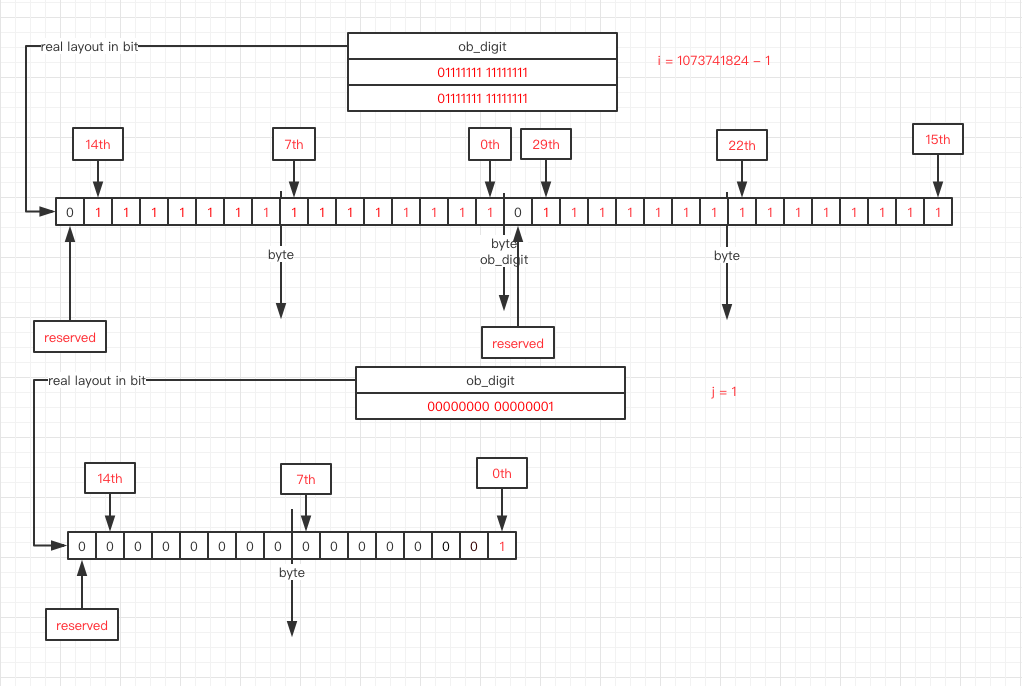 real layout in bit
ob_digit
01111111 11111111
01111111 11111111
i = 1073741824 - 1
14th
7th
0th
29th
22th
15th
0 1 1 1 1 1 1 1 1 1 1 1 1 1 1 1 0 1 1 1 1 1 1 1 1 1 1 1 1 1 1 1
byte
byte
ob_digit
byte
reserved
reserved
real layout in bit
ob_digit
00000000 00000001
j = 1
14th
7th
0th
0 0 0 0 0 0 0 0 0 0 0 0 0 0 0 1
byte
reserved